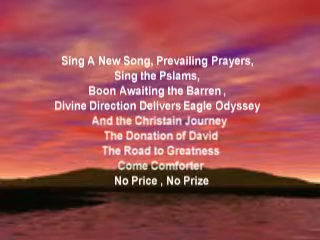 Sing A New Song, Prevailing Prayers,
Sing the Pslams,
Boon Awaiting the Barren ,
Divine Direction Delivers Eagle Odyssey
And the Christain Journey
The Donation of David
The Road to Greatness
Come Comforter
No Price , No Prize